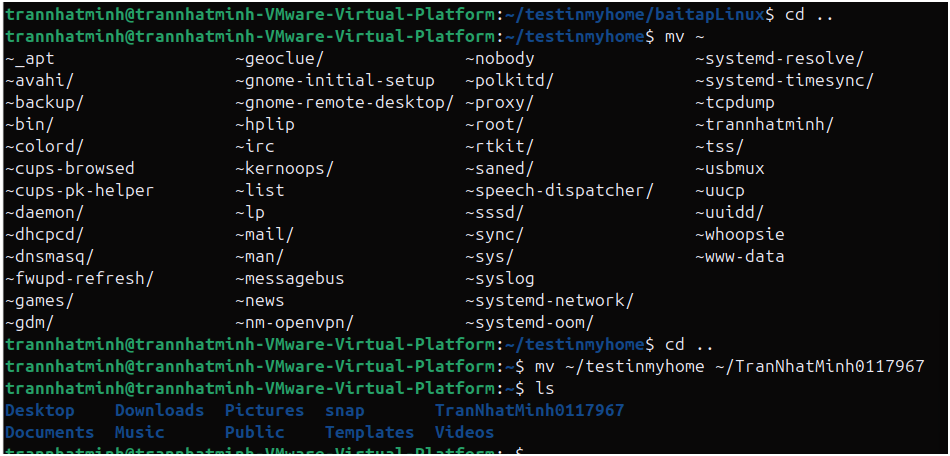 trannhatminh@trannhatminh-VMware-Virtual-Platform:~/testinmyhome/baitapLinux$ cd ..
trannhatminh@trannhatminh-VMware-Virtual-Platform:~/testinmyhome$ mv ~
~_apt ~geoclue/ ~nobody ~systemd-resolve/
~avahi/ ~gnome-initial-setup ~polkitd/ ~systemd-timesync/
~backup/ ~gnome-remote-desktop/ ~proxy/ ~tcpdump
~bin/ ~hplip ~root/ ~trannhatminh/
~colord/ ~irc ~rtkit/ ~tss/
~cups-browsed ~kernoops/ ~saned/ ~usbmux
~cups-pk-helper ~list ~speech-dispatcher/ ~uucp
~daemon/ ~lp ~sssd/ ~uuidd/
~dhcpcd/ ~mail/ ~sync/ ~whoopsie
~dnsmasq/ ~man/ ~sys/ ~www-data
~fwupd-refresh/ ~messagebus ~syslog
~games/ ~news ~systemd-network/
~gdm/ ~nm-openvpn/ ~systemd-oom/
trannhatminh@trannhatminh-VMware-Virtual-Platform:~/testinmyhome$ cd ..
trannhatminh@trannhatminh-VMware-Virtual-Platform:~$ mv ~/testinmyhome ~/TranNhatMinh0117967
trannhatminh@trannhatminh-VMware-Virtual-Platform:~$ ls
Desktop Downloads Pictures snap TranNhatMinh0117967
Documents Music Public Templates Videos
trannhatminh@trannhatminh-VMware-Virtual-Platform:~$